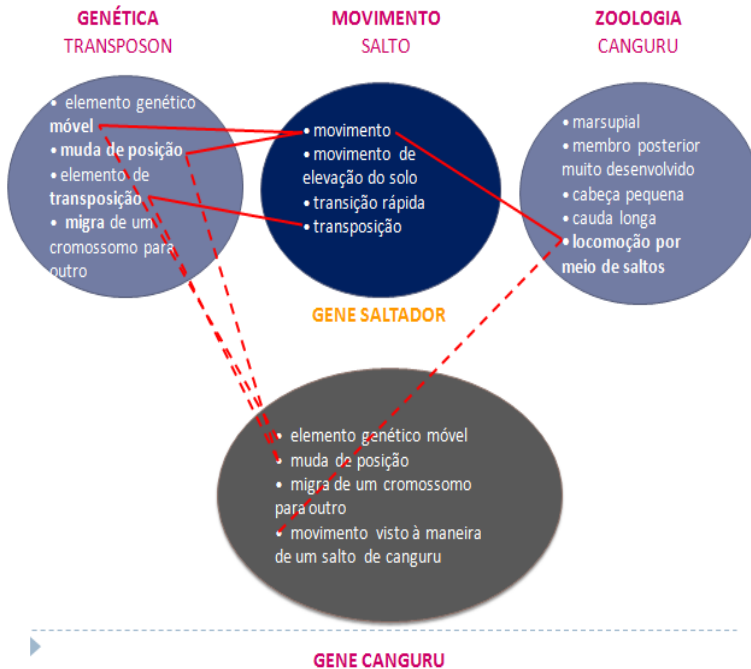 GENÉTICA
TRANSPOSON
MOVIMENTO
SALTO
ZOOLOGIA
CANGURU
• elemento genético
móvel
• muda de posição
• elemento de
transposição
• migra de um
cromossomo para
outro
• movimento
• movimento de
elevação do solo
• transição rápida
• transposição
• marsupial
• membro posterior
muito desenvolvido
• cabeça pequena
• cauda longa
• locomoção por
meio de saltos
GENE SALTADOR
• elemento genético móvel
• muda de posição
• migra de um cromossomo
para outro
• movimento visto à maneira
de um salto de canguru
GENE CANGURU